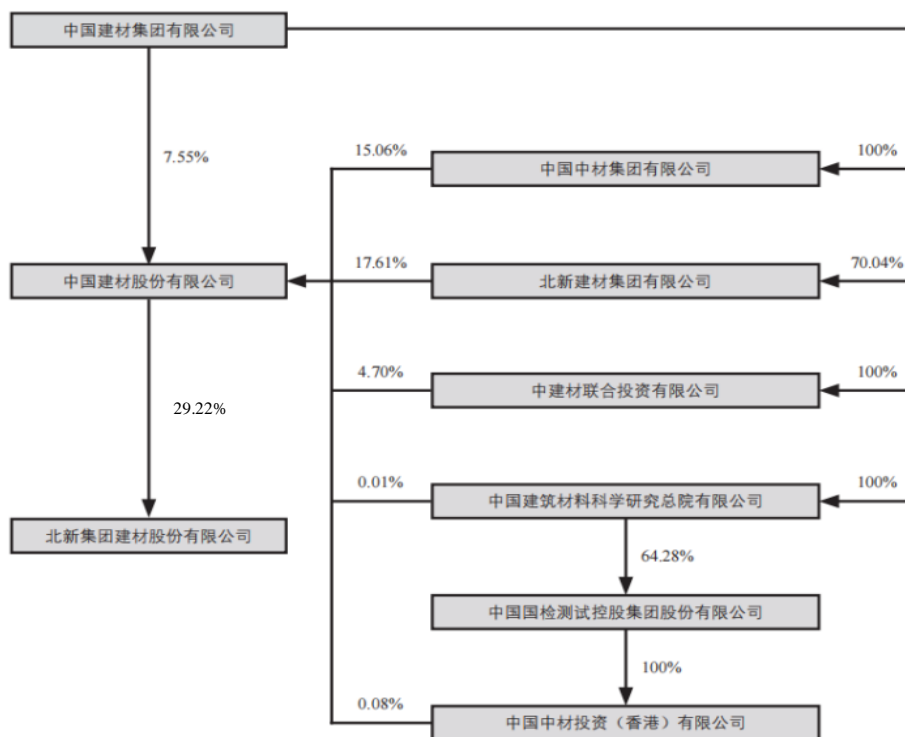 中国建材集团有限公司
7.55%
15.06%
中国中材集团有限公司
100%
中国建材股份有限公司
17.61%
北新建材集团有限公司
70.04%
4.70%
中建材联合投资有限公司
100%
29.22%
0.01%
中国建筑材料科学研究总院有限公司
100%
北新集团建材股份有限公司
64.28%
中国国检测试控股集团股份有限公司
100%
0.08%
中国中材投资（香港）有限公司